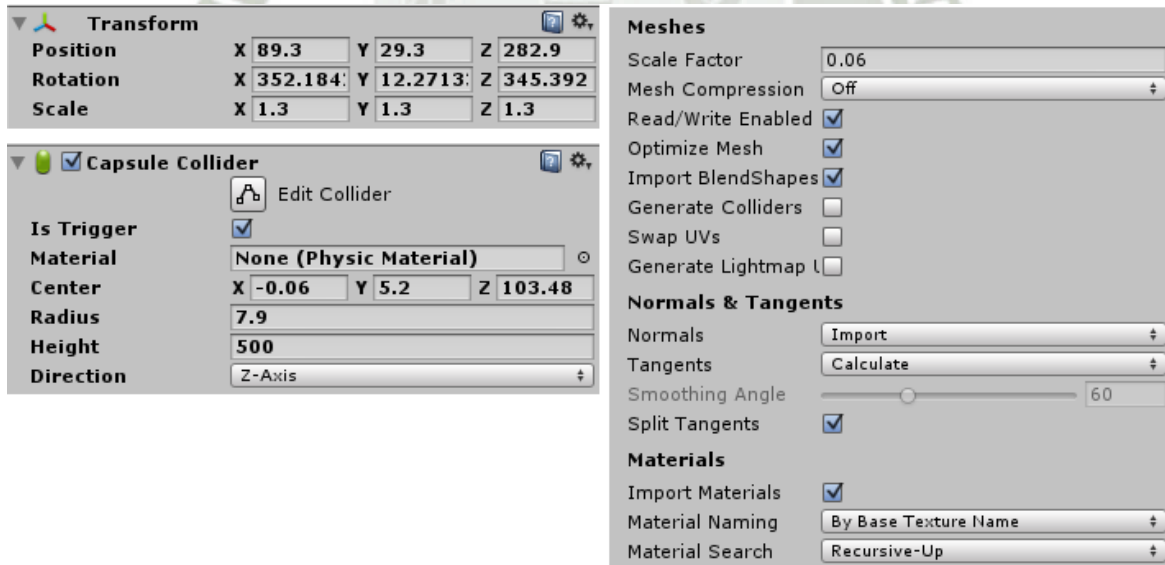 Transform
Position X 89.3 Y 29.3 Z 282.9
Rotation X 352.184 Y 12.2713 Z 345.392
Scale X 1.3 Y 1.3 Z 1.3
Capsule Collider
Edit Collider
Is Trigger
Material None (Physic Material)
Center X -0.06 Y 5.2 Z 103.48
Radius 7.9
Height 500
Direction Z-Axis
Meshes
Scale Factor 0.06
Mesh Compression Off
Read/Write Enabled
Optimize Mesh
Import BlendShapes
Generate Colliders
Swap UVs
Generate Lightmap
Normals & Tangents
Normals Import
Tangents Calculate
Smoothing Angle 60
Split Tangents
Materials
Import Materials
Material Naming By Base Texture Name
Material Search Recursive-Up